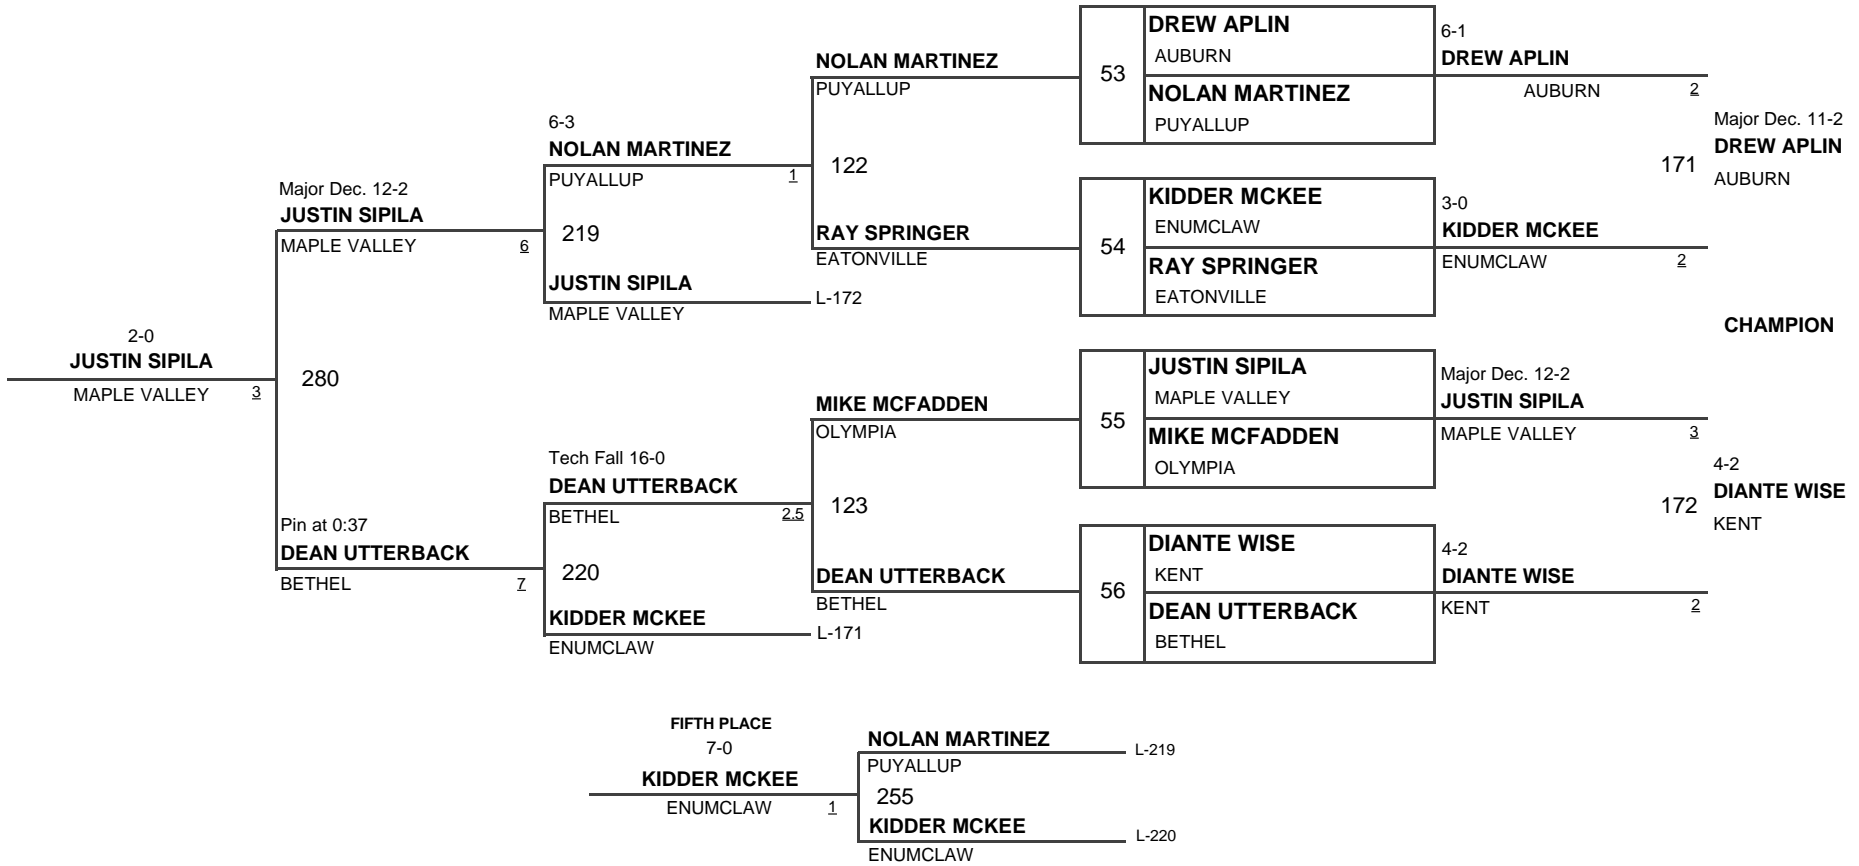 DREW APLIN
AUBURN
53
NOLAN MARTINEZ
PUYALLUP
6-1
DREW APLIN
AUBURN 2
KIDDER MCKEE
ENUMCLAW
54
RAY SPRINGER
EATONVILLE
3-0
KIDDER MCKEE
ENUMCLAW 2
Major Dec. 11-2
DREW APLIN
171
AUBURN
CHAMPION
JUSTIN SIPILA
MAPLE VALLEY
55
MIKE MCFADDEN
OLYMPIA
Major Dec. 12-2
JUSTIN SIPILA
MAPLE VALLEY 3
DIANTE WISE
KENT
56
DEAN UTTERBACK
BETHEL
4-2
DIANTE WISE
KENT 2
4-2
DIANTE WISE
172
KENT
NOLAN MARTINEZ
PUYALLUP
122
RAY SPRINGER
EATONVILLE
6-3
NOLAN MARTINEZ
PUYALLUP 1
219
JUSTIN SIPILA
L-172
MAPLE VALLEY
Major Dec. 12-2
JUSTIN SIPILA
MAPLE VALLEY 6
2-0
JUSTIN SIPILA
280
MAPLE VALLEY 3
MIKE MCFADDEN
OLYMPIA
123
DEAN UTTERBACK
BETHEL
Tech Fall 16-0
DEAN UTTERBACK
BETHEL 2.5
220
KIDDER MCKEE
L-171
ENUMCLAW
Pin at 0:37
DEAN UTTERBACK
BETHEL 7
FIFTH PLACE
7-0
KIDDER MCKEE
ENUMCLAW 1
NOLAN MARTINEZ
L-219
PUYALLUP
255
KIDDER MCKEE
L-220
ENUMCLAW